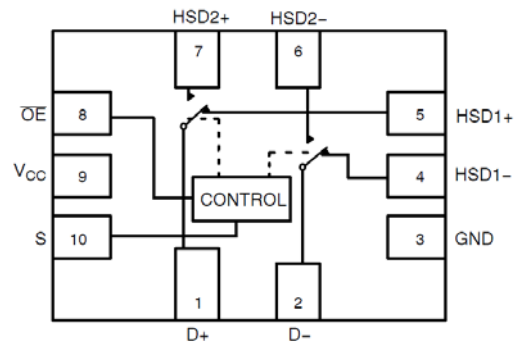 HSD2+ HSD2−
7 6
OE 8 5 HSD1+
VCC 9 4 HSD1−
CONTROL
S 10 3 GND
1 2
D+ D−